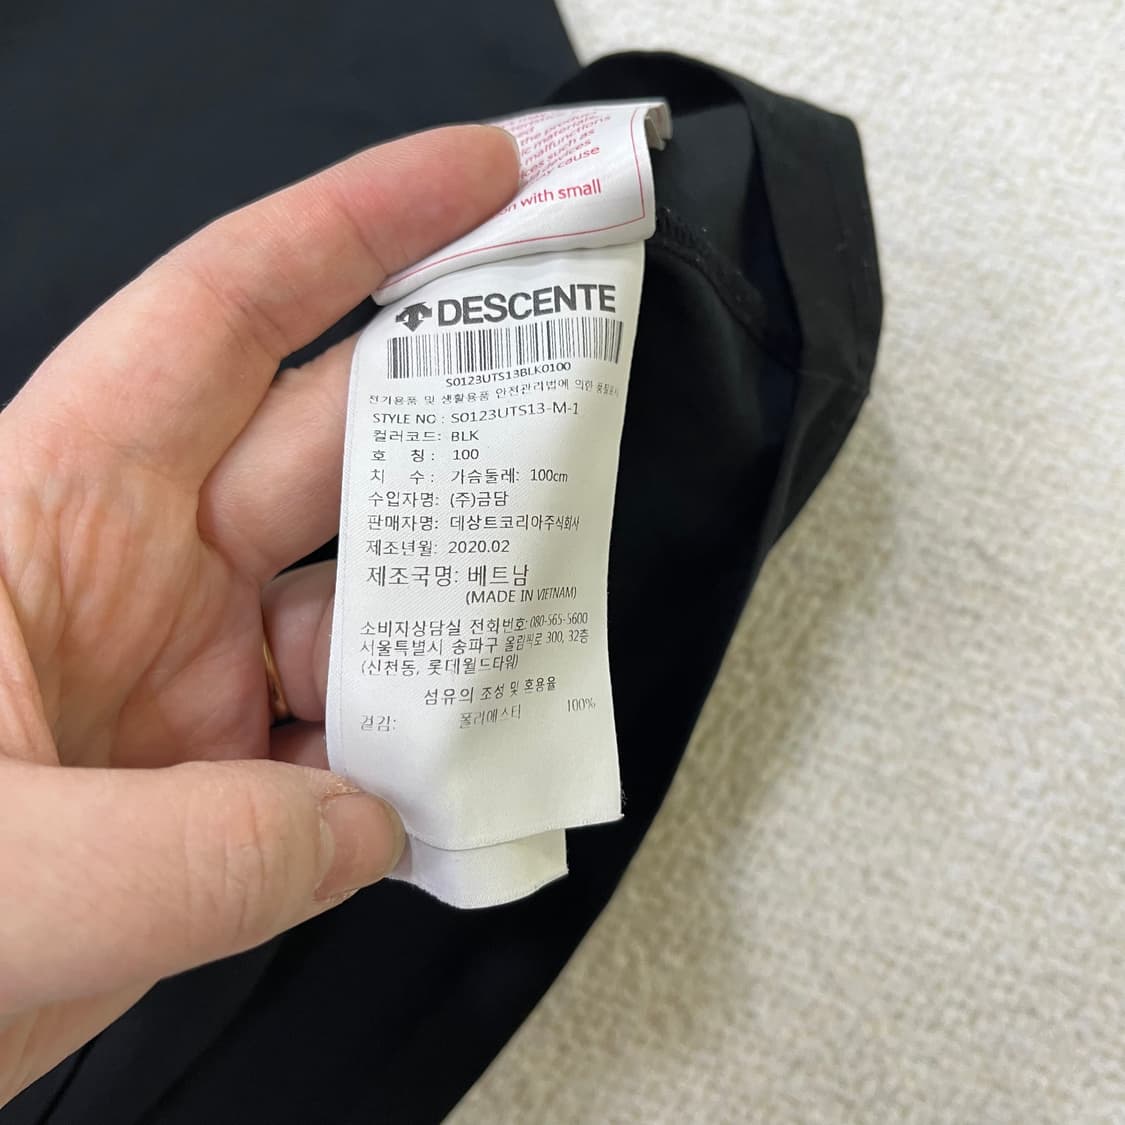 the product
ic materials.
malfunction as
cause
with small
DESCENTE
S0123UTS13BLK0100
전기용품 및 생활용품 안전관리법에 의한 품질표시
STYLE NO : S0123UTS13-M-1
컬러코드: BLK
호 칭 : 100
치 수 : 가슴둘레: 100cm
수입자명: (주)금담
판매자명: 데상트코리아주식회사
제조년월: 2020.02
제조국명: 베트남
(MADE IN VIETNAM)
소비자상담실 전화번호: 080-565-5600
서울특별시 송파구 올림픽로 300, 32층
(신천동, 롯데월드타워)
섬유의 조성 및 혼용율
겉감: 폴리에스터 100%